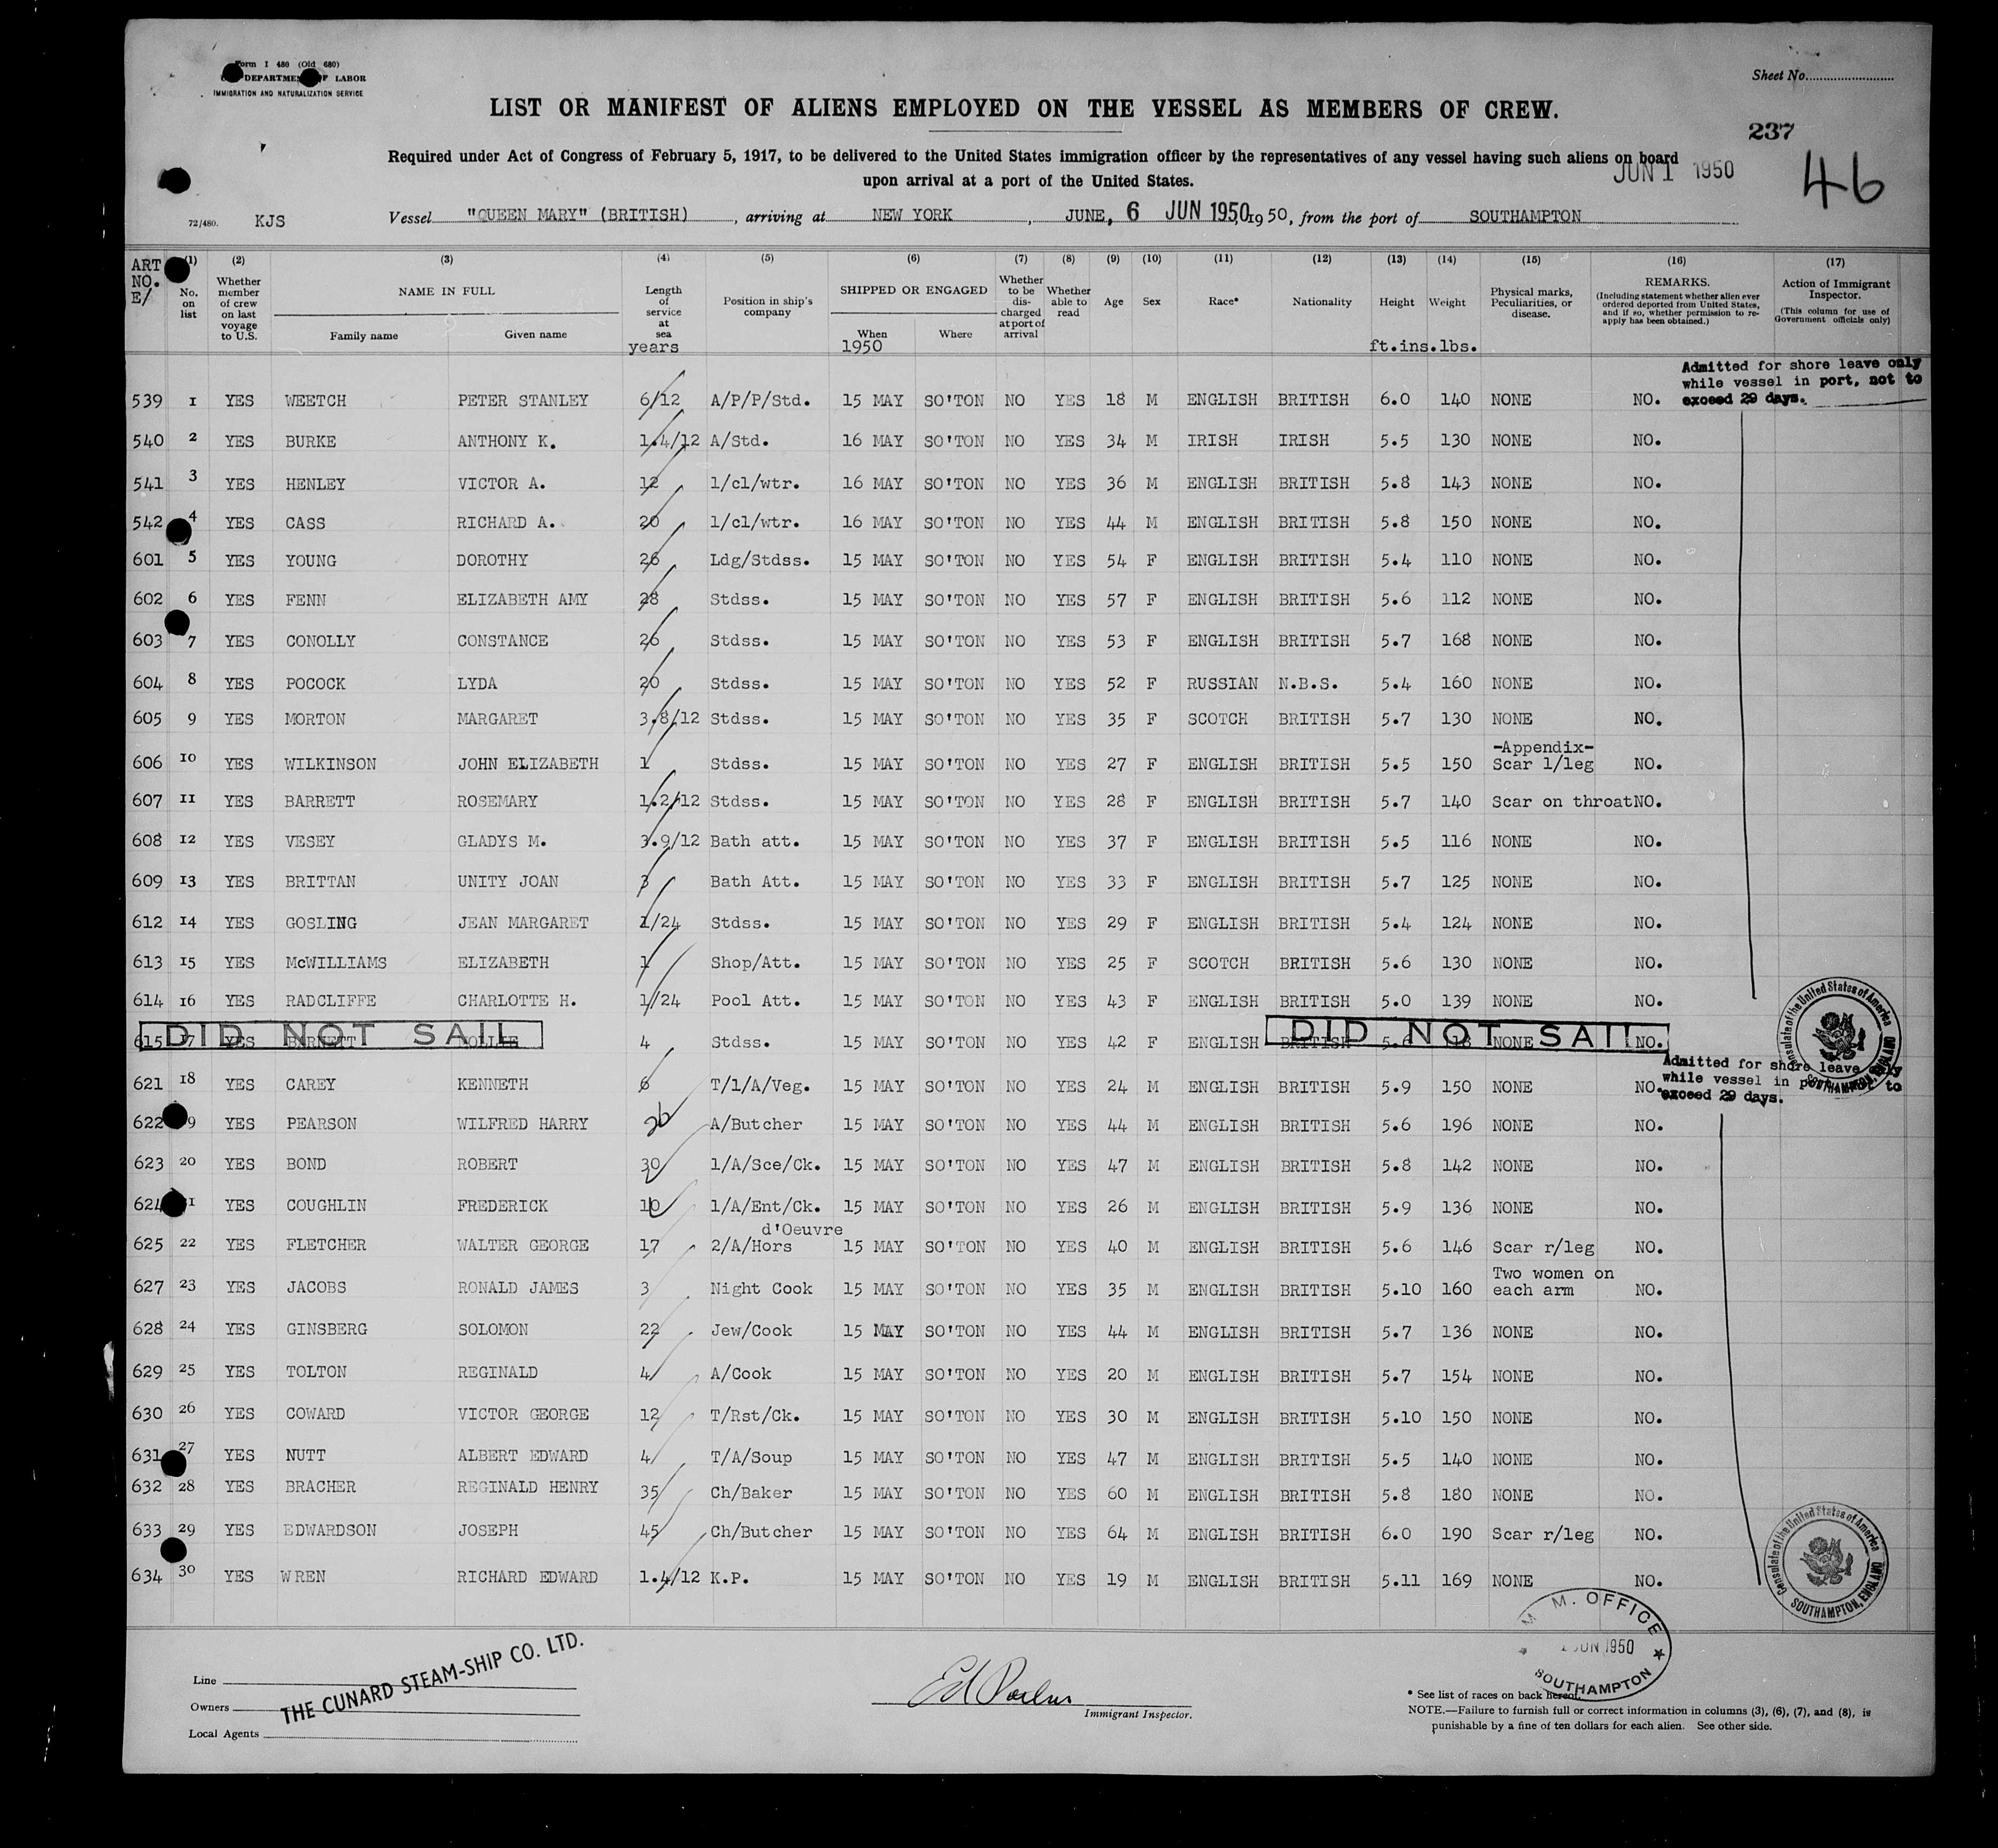 Form I 480 (Old 680)
DEPARTMENT OF LABOR
IMMIGRATION AND NATURALIZATION SERVICE
Sheet No.
LIST OR MANIFEST OF ALIENS EMPLOYED ON THE VESSEL AS MEMBERS OF CREW.
237
46
Required under Act of Congress of February 5, 1917, to be delivered to the United States immigration officer by the representatives of any vessel having such aliens on board
upon arrival at a port of the United States.
JUN 1 1950
72/480. KJS Vessel "QUEEN MARY" (BRITISH), arriving at NEW YORK, JUNE, 6 JUN 1950, 1950, from the port of SOUTHAMPTON
ART NO. E/ (1) No. on list (2) Whether member of crew on last voyage to U.S. (3) NAME IN FULL Family name Given name (4) Length of service at sea years (5) Position in ship's company (6) SHIPPED OR ENGAGED When 1950 Where (7) Whether to be discharged at port of arrival (8) Whether able to read (9) Age (10) Sex (11) Race* (12) Nationality (13) Height ft.ins. (14) Weight lbs. (15) Physical marks, Peculiarities, or disease. (16) REMARKS. (Including statement whether alien ever ordered deported from United States, and if so, whether permission to re-apply has been obtained.) (17) Action of Immigrant Inspector. (This column for use of Government officials only)
Admitted for shore leave only
while vessel in port, not to
exceed 29 days.
539 1 YES WEETCH PETER STANLEY 6/12 A/P/P/Std. 15 MAY SO'TON NO YES 18 M ENGLISH BRITISH 6.0 140 NONE NO.
540 2 YES BURKE ANTHONY K. 1.4/12 A/Std. 16 MAY SO'TON NO YES 34 M IRISH IRISH 5.5 130 NONE NO.
541 3 YES HENLEY VICTOR A. 12 1/cl/wtr. 16 MAY SO'TON NO YES 36 M ENGLISH BRITISH 5.8 143 NONE NO.
542 4 YES CASS RICHARD A. 20 1/cl/wtr. 16 MAY SO'TON NO YES 44 M ENGLISH BRITISH 5.8 150 NONE NO.
601 5 YES YOUNG DOROTHY 26 Ldg/Stdss. 15 MAY SO'TON NO YES 54 F ENGLISH BRITISH 5.4 110 NONE NO.
602 6 YES FENN ELIZABETH AMY 28 Stdss. 15 MAY SO'TON NO YES 57 F ENGLISH BRITISH 5.6 112 NONE NO.
603 7 YES CONOLLY CONSTANCE 26 Stdss. 15 MAY SO'TON NO YES 53 F ENGLISH BRITISH 5.7 168 NONE NO.
604 8 YES POCOCK LYDA 20 Stdss. 15 MAY SO'TON NO YES 52 F RUSSIAN N.B.S. 5.4 160 NONE NO.
605 9 YES MORTON MARGARET 3.8/12 Stdss. 15 MAY SO'TON NO YES 35 F SCOTCH BRITISH 5.7 130 NONE NO.
606 10 YES WILKINSON JOHN ELIZABETH 1 Stdss. 15 MAY SO'TON NO YES 27 F ENGLISH BRITISH 5.5 150 -Appendix- Scar l/leg NO.
607 11 YES BARRETT ROSEMARY 1.2/12 Stdss. 15 MAY SO'TON NO YES 28 F ENGLISH BRITISH 5.7 140 Scar on throat NO.
608 12 YES VESEY GLADYS M. 3.9/12 Bath att. 15 MAY SO'TON NO YES 37 F ENGLISH BRITISH 5.5 116 NONE NO.
609 13 YES BRITTAN UNITY JOAN 3 Bath Att. 15 MAY SO'TON NO YES 33 F ENGLISH BRITISH 5.7 125 NONE NO.
612 14 YES GOSLING JEAN MARGARET 1/24 Stdss. 15 MAY SO'TON NO YES 29 F ENGLISH BRITISH 5.4 124 NONE NO.
613 15 YES McWILLIAMS ELIZABETH 1 Shop/Att. 15 MAY SO'TON NO YES 25 F SCOTCH BRITISH 5.6 130 NONE NO.
614 16 YES RADCLIFFE CHARLOTTE H. 1/24 Pool Att. 15 MAY SO'TON NO YES 43 F ENGLISH BRITISH 5.0 139 NONE NO.
DID NOT SAIL DID NOT SAIL
615 17 YES 4 Stdss. 15 MAY SO'TON NO YES 42 F ENGLISH BRITISH NONE NO.
Admitted for shore leave only
while vessel in port, not to
exceed 29 days.
621 18 YES CAREY KENNETH 6 T/1/A/Veg. 15 MAY SO'TON NO YES 24 M ENGLISH BRITISH 5.9 150 NONE NO.
622 19 YES PEARSON WILFRED HARRY 26 A/Butcher 15 MAY SO'TON NO YES 44 M ENGLISH BRITISH 5.6 196 NONE NO.
623 20 YES BOND ROBERT 30 1/A/Sce/Ck. 15 MAY SO'TON NO YES 47 M ENGLISH BRITISH 5.8 142 NONE NO.
624 21 YES COUGHLIN FREDERICK 10 1/A/Ent/Ck. 15 MAY SO'TON NO YES 26 M ENGLISH BRITISH 5.9 136 NONE NO.
625 22 YES FLETCHER WALTER GEORGE 17 2/A/Hors d'Oeuvre 15 MAY SO'TON NO YES 40 M ENGLISH BRITISH 5.6 146 Scar r/leg NO.
627 23 YES JACOBS RONALD JAMES 3 Night Cook 15 MAY SO'TON NO YES 35 M ENGLISH BRITISH 5.10 160 Two women on each arm NO.
628 24 YES GINSBERG SOLOMON 22 Jew/Cook 15 MAY SO'TON NO YES 44 M ENGLISH BRITISH 5.7 136 NONE NO.
629 25 YES TOLTON REGINALD 4 A/Cook 15 MAY SO'TON NO YES 20 M ENGLISH BRITISH 5.7 154 NONE NO.
630 26 YES COWARD VICTOR GEORGE 12 T/Rst/Ck. 15 MAY SO'TON NO YES 30 M ENGLISH BRITISH 5.10 150 NONE NO.
631 27 YES NUTT ALBERT EDWARD 4 T/A/Soup 15 MAY SO'TON NO YES 47 M ENGLISH BRITISH 5.5 140 NONE NO.
632 28 YES BRACHER REGINALD HENRY 35 Ch/Baker 15 MAY SO'TON NO YES 60 M ENGLISH BRITISH 5.8 180 NONE NO.
633 29 YES EDWARDSON JOSEPH 45 Ch/Butcher 15 MAY SO'TON NO YES 64 M ENGLISH BRITISH 6.0 190 Scar r/leg NO.
634 30 YES WREN RICHARD EDWARD 1.4/12 K.P. 15 MAY SO'TON NO YES 19 M ENGLISH BRITISH 5.11 169 NONE NO.
Consulate of the United States of America
SOUTHAMPTON, ENGLAND
Consulate of the United States of America
SOUTHAMPTON, ENGLAND
M. M. OFFICE
JUN 1950
SOUTHAMPTON
Line
Owners THE CUNARD STEAM-SHIP CO. LTD.
Local Agents
Immigrant Inspector.
* See list of races on back hereof.
NOTE.—Failure to furnish full or correct information in columns (3), (6), (7), and (8), is
punishable by a fine of ten dollars for each alien. See other side.